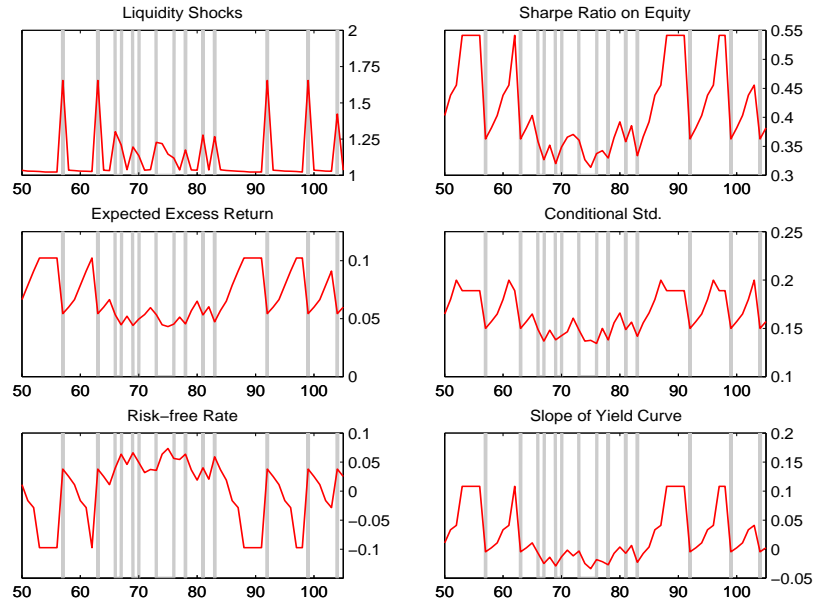 Liquidity Shocks
2
1.75
1.5
1.25
1
50 60 70 80 90 100
Sharpe Ratio on Equity
0.55
0.5
0.45
0.4
0.35
0.3
50 60 70 80 90 100
Expected Excess Return
0.1
0.05
0
50 60 70 80 90 100
Conditional Std.
0.25
0.2
0.15
0.1
50 60 70 80 90 100
Risk−free Rate
0.1
0.05
0
−0.05
−0.1
50 60 70 80 90 100
Slope of Yield Curve
0.2
0.15
0.1
0.05
0
−0.05
50 60 70 80 90 100